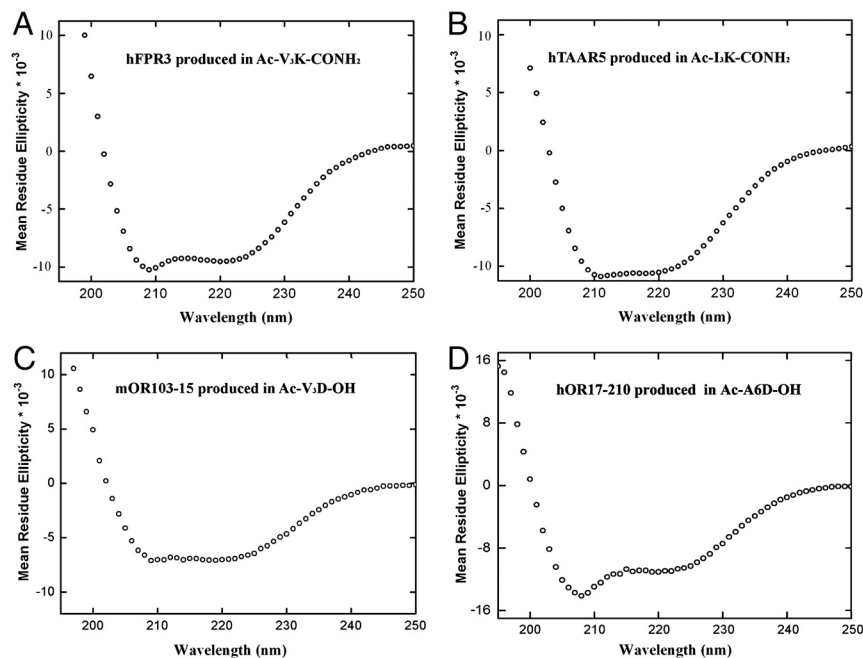 A
hFPR3 produced in Ac-V₃K-CONH₂
Mean Residue Ellipticity * 10⁻³
10
5
0
-5
-10
200
210
220
230
240
250
Wavelength (nm)
B
hTAAR5 produced in Ac-I₃K-CONH₂
Mean Residue Ellipticity * 10⁻³
10
5
0
-5
-10
200
210
220
230
240
250
Wavelength (nm)
C
mOR103-15 produced in Ac-V₃D-OH
Mean Residue Ellipticity * 10⁻³
10
5
0
-5
-10
200
210
220
230
240
250
Wavelength (nm)
D
hOR17-210 produced in Ac-A6D-OH
Mean Residue Ellipticity * 10⁻³
16
8
0
-8
-16
200
210
220
230
240
250
Wavelength (nm)